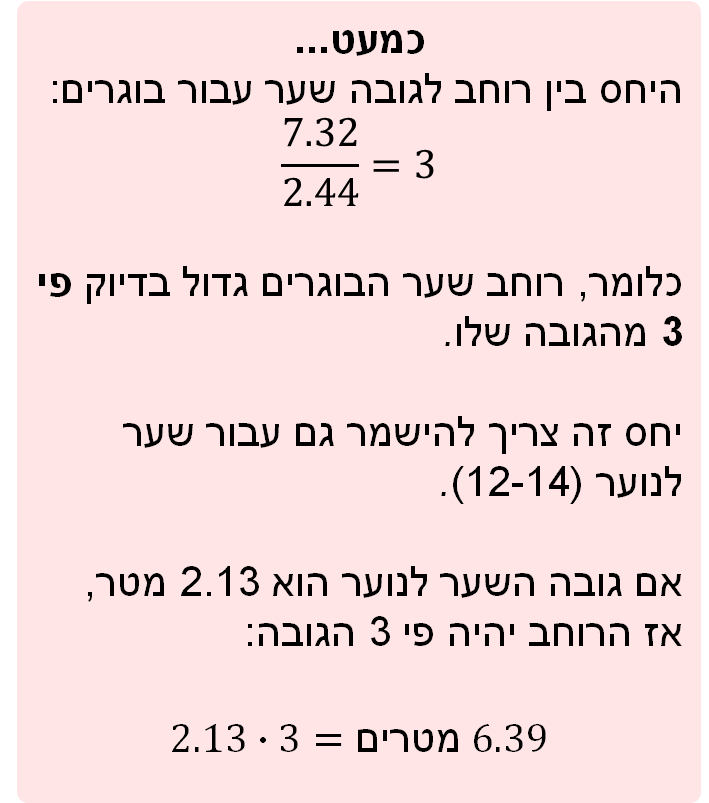 כמעט...
היחס בין רוחב לגובה שער עבור בוגרים:
7.32
2.44
= 3
כלומר, רוחב שער הבוגרים גדול בדיוק פי
3 מהגובה שלו.
יחס זה צריך להישמר גם עבור שער
לנוער (12-14).
אם גובה השער לנוער הוא 2.13 מטר,
אז הרוחב יהיה פי 3 הגובה:
2.13 · 3 = מטרים 6.39